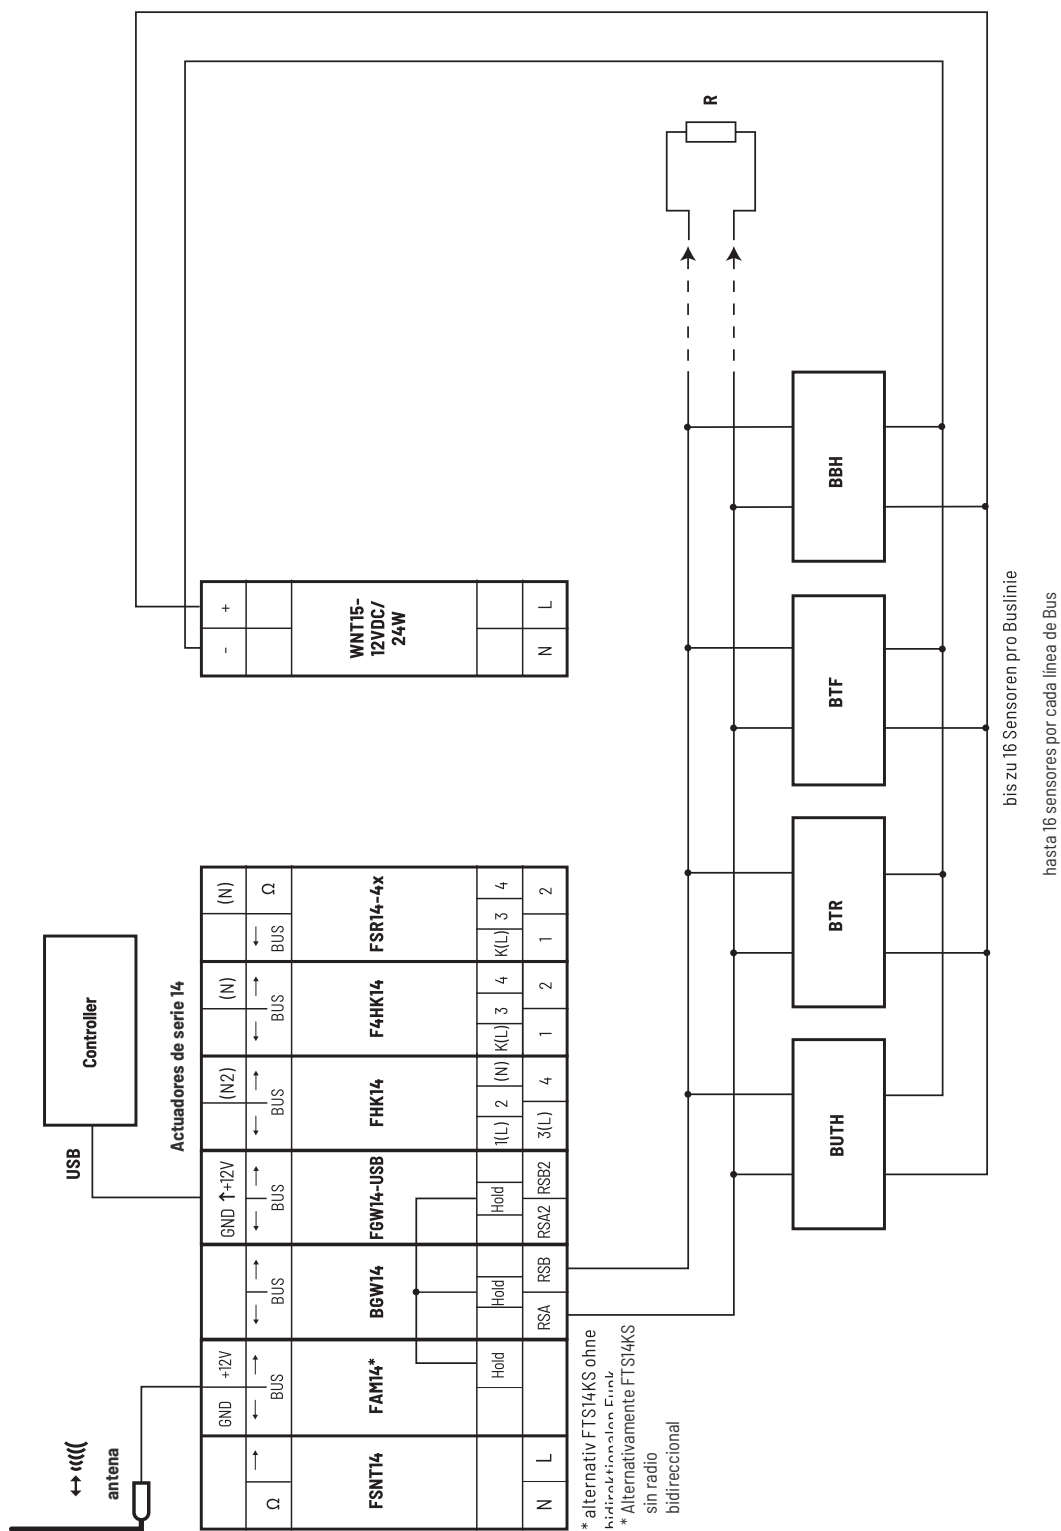 antena
USB
Controller
Actuadores de serie 14
Ω
N
L
FSNT14
GND
+12V
BUS
FAM14*
Hold
BUS
BGW14
Hold
RSA
RSB
GND ↑+12V
BUS
FGW14-USB
Hold
RSA2
RSB2
(N2)
BUS
FHK14
1(L)
2
(N)
3(L)
4
(N)
BUS
F4HK14
K(L)
3
4
1
2
(N)
BUS
Ω
FSR14-4x
K(L)
3
4
1
2
-
+
WNT15-
12VDC/
24W
N
L
* alternativ FTS14KS ohne
bidirektionalen Funk
* Alternativamente FTS14KS
sin radio
bidireccional
R
BUTH
BTR
BTF
BBH
bis zu 16 Sensoren pro Buslinie
hasta 16 sensores por cada línea de Bus